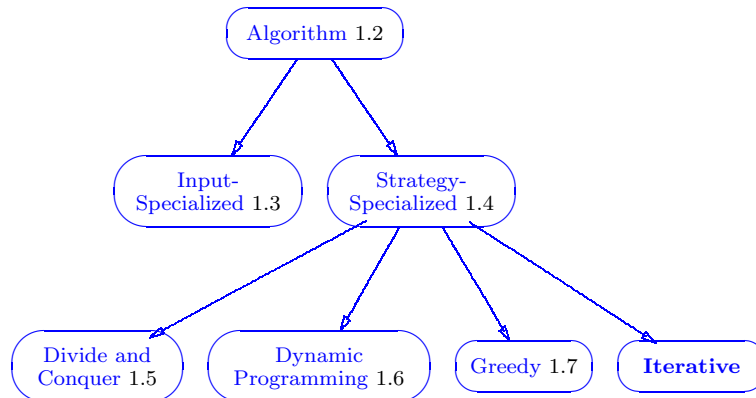 Algorithm 1.2
Input-
Specialized 1.3
Strategy-
Specialized 1.4
Divide and
Conquer 1.5
Dynamic
Programming 1.6
Greedy 1.7
Iterative